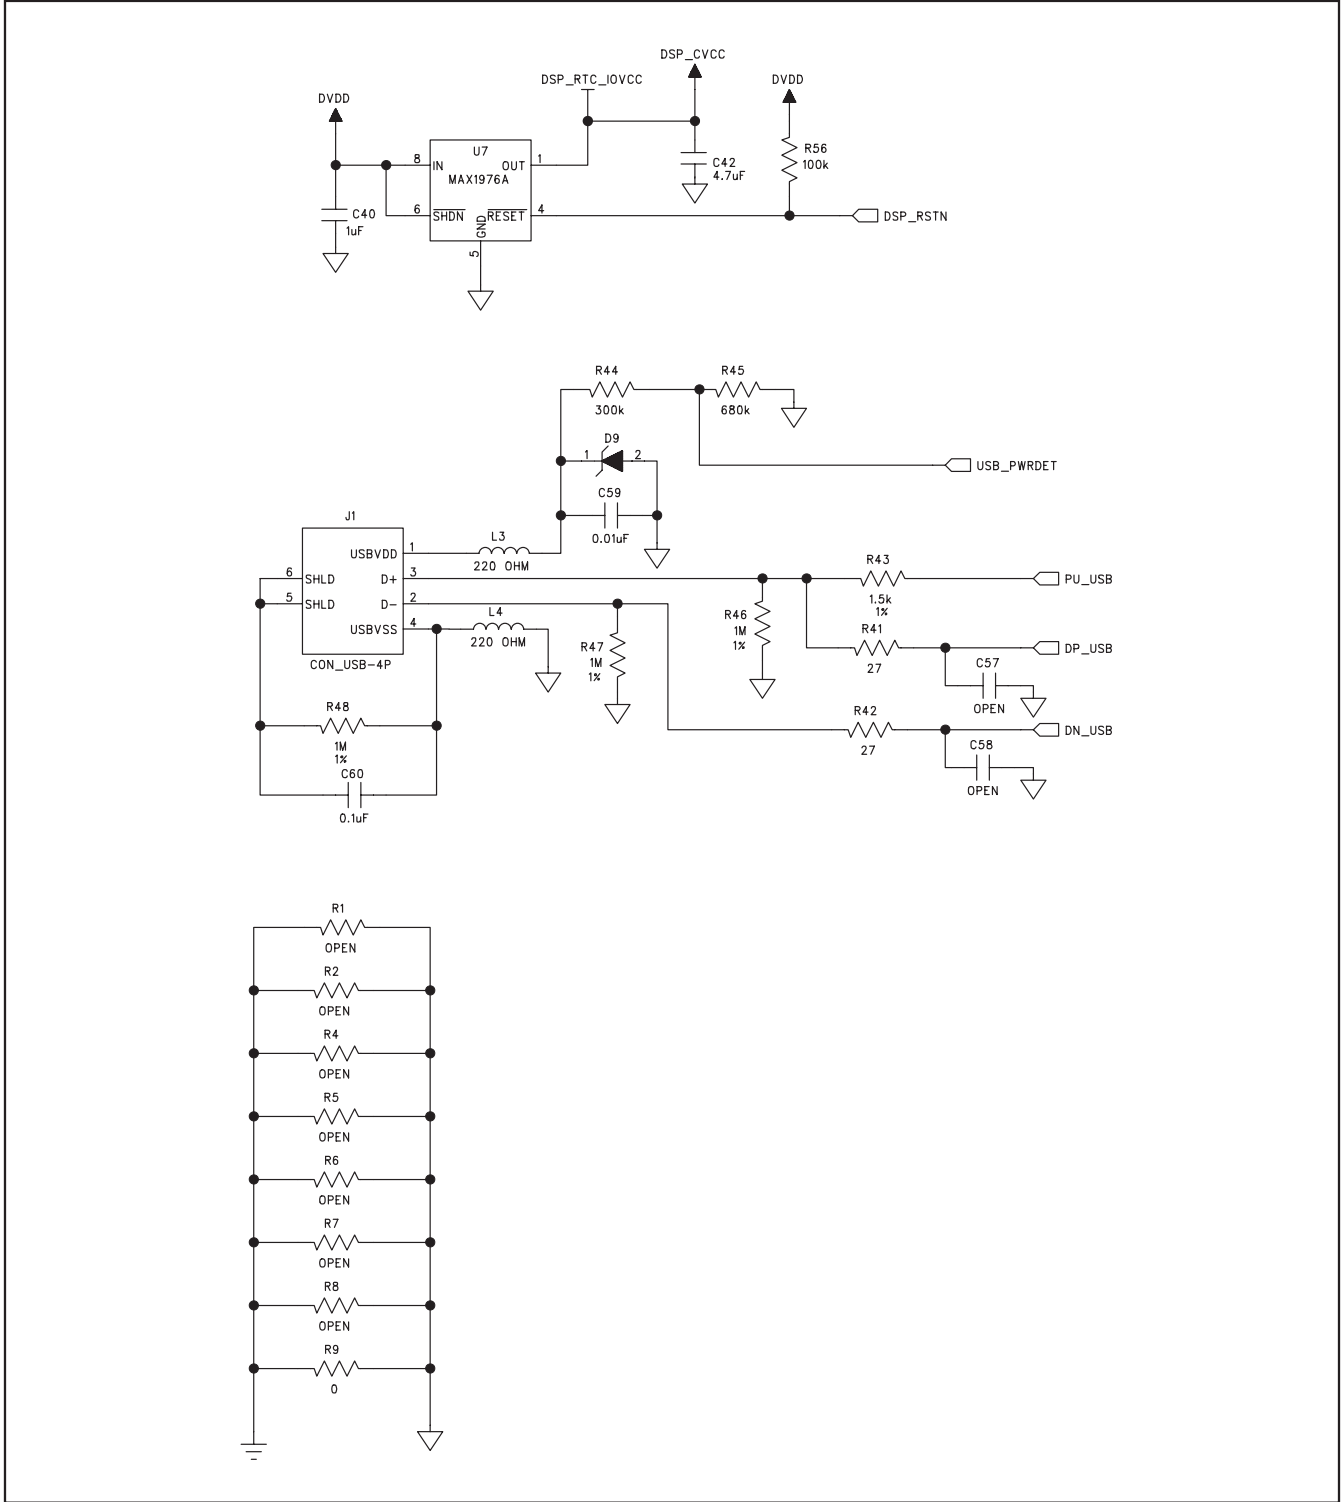 DSP_CVCC
DSP_RTC_IOVCC
DVDD
DVDD
U7
R56
100k
8
IN
OUT
1
C42
4.7uF
MAX1976A
C40
1uF
6
SHDN
GND
RESET
4
DSP_RSTN
5
R44
R45
300k
680k
D9
1
2
USB_PWRDET
C59
0.01uF
J1
L3
USBVDD
1
220 OHM
R43
6
SHLD
D+
3
PU_USB
1.5k
1%
5
SHLD
D-
2
L4
R46
1M
1%
R41
USBVSS
4
220 OHM
R47
1M
1%
DP_USB
CON_USB-4P
27
C57
OPEN
R48
R42
DN_USB
1M
1%
27
C58
C60
OPEN
0.1uF
R1
OPEN
R2
OPEN
R4
OPEN
R5
OPEN
R6
OPEN
R7
OPEN
R8
OPEN
R9
0